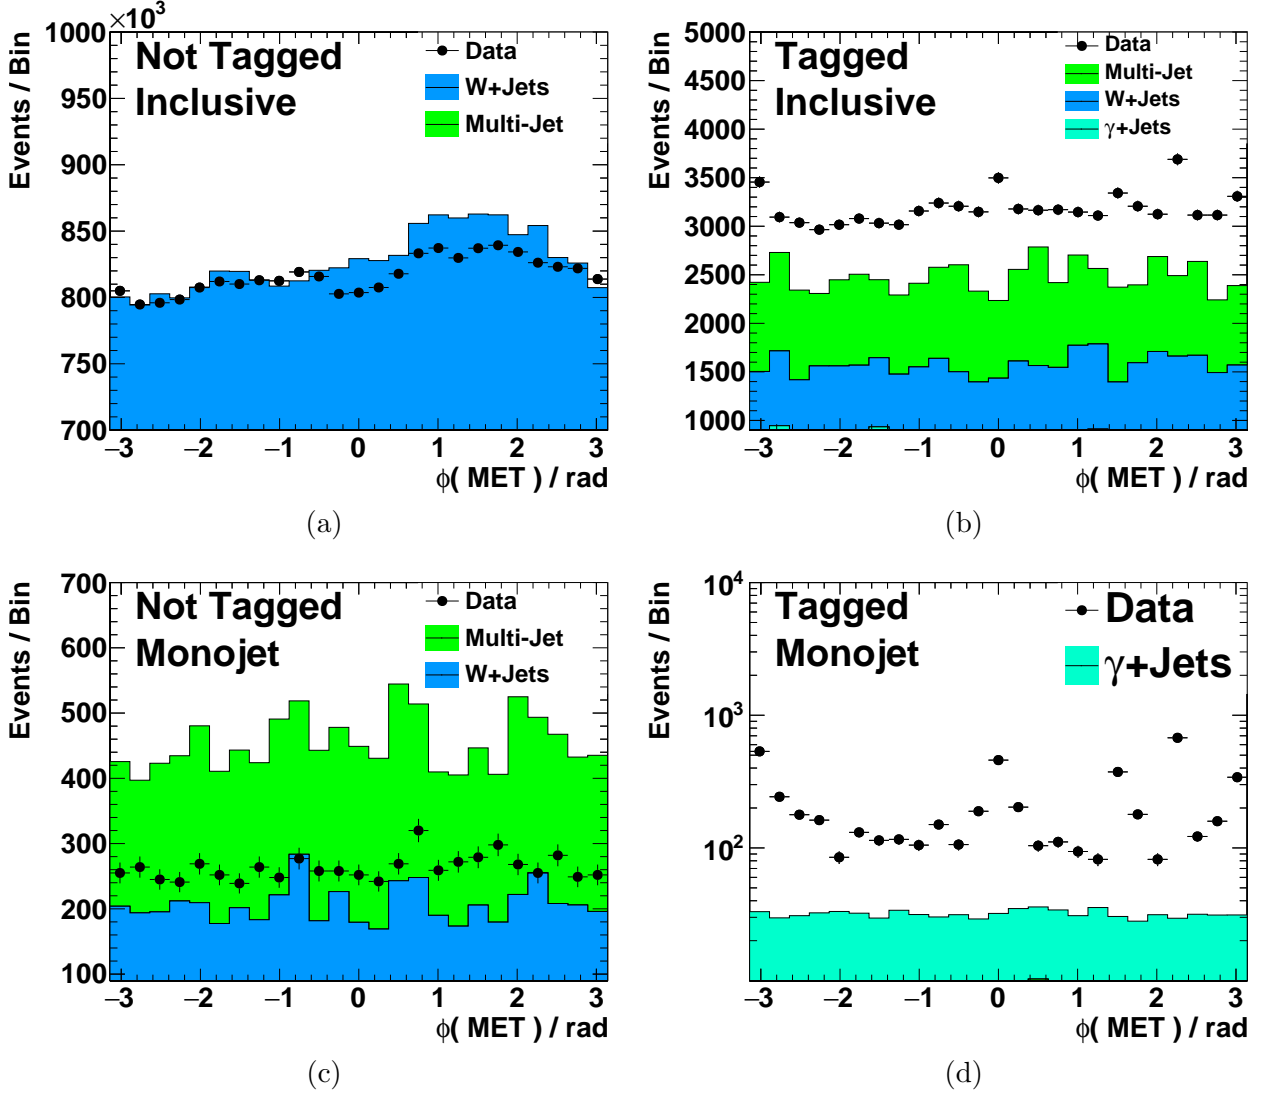 ×10³
1000
950
900
850
800
750
700
Events / Bin
Not Tagged
Inclusive
Data
W+Jets
Multi-Jet
−3 −2 −1 0 1 2 3
ϕ( MET ) / rad
(a)
5000
4500
4000
3500
3000
2500
2000
1500
1000
Events / Bin
Tagged
Inclusive
Data
Multi-Jet
W+Jets
γ+Jets
−3 −2 −1 0 1 2 3
ϕ( MET ) / rad
(b)
700
600
500
400
300
200
100
Events / Bin
Not Tagged
Monojet
Data
Multi-Jet
W+Jets
−3 −2 −1 0 1 2 3
ϕ( MET ) / rad
(c)
10⁴
10³
10²
Events / Bin
Tagged
Monojet
Data
γ+Jets
−3 −2 −1 0 1 2 3
ϕ( MET ) / rad
(d)